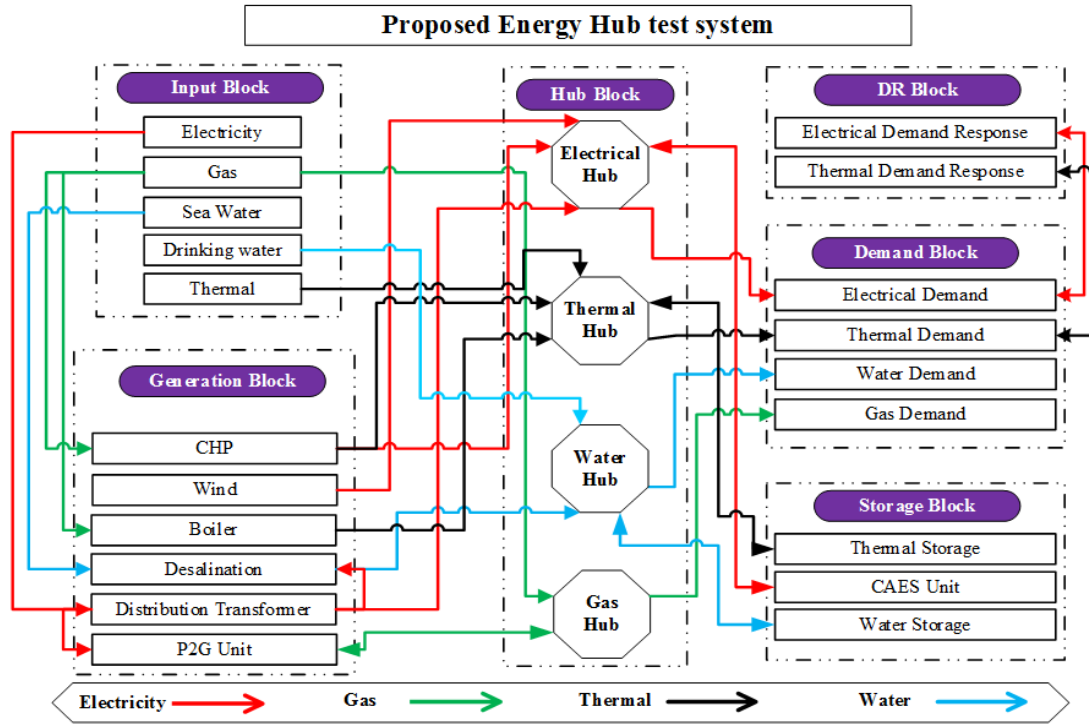 Proposed Energy Hub test system
Input Block
Electricity
Gas
Sea Water
Drinking water
Thermal
Generation Block
CHP
Wind
Boiler
Desalination
Distribution Transformer
P2G Unit
Hub Block
Electrical
Hub
Thermal
Hub
Water
Hub
Gas
Hub
DR Block
Electrical Demand Response
Thermal Demand Response
Demand Block
Electrical Demand
Thermal Demand
Water Demand
Gas Demand
Storage Block
Thermal Storage
CAES Unit
Water Storage
Electricity
Gas
Thermal
Water